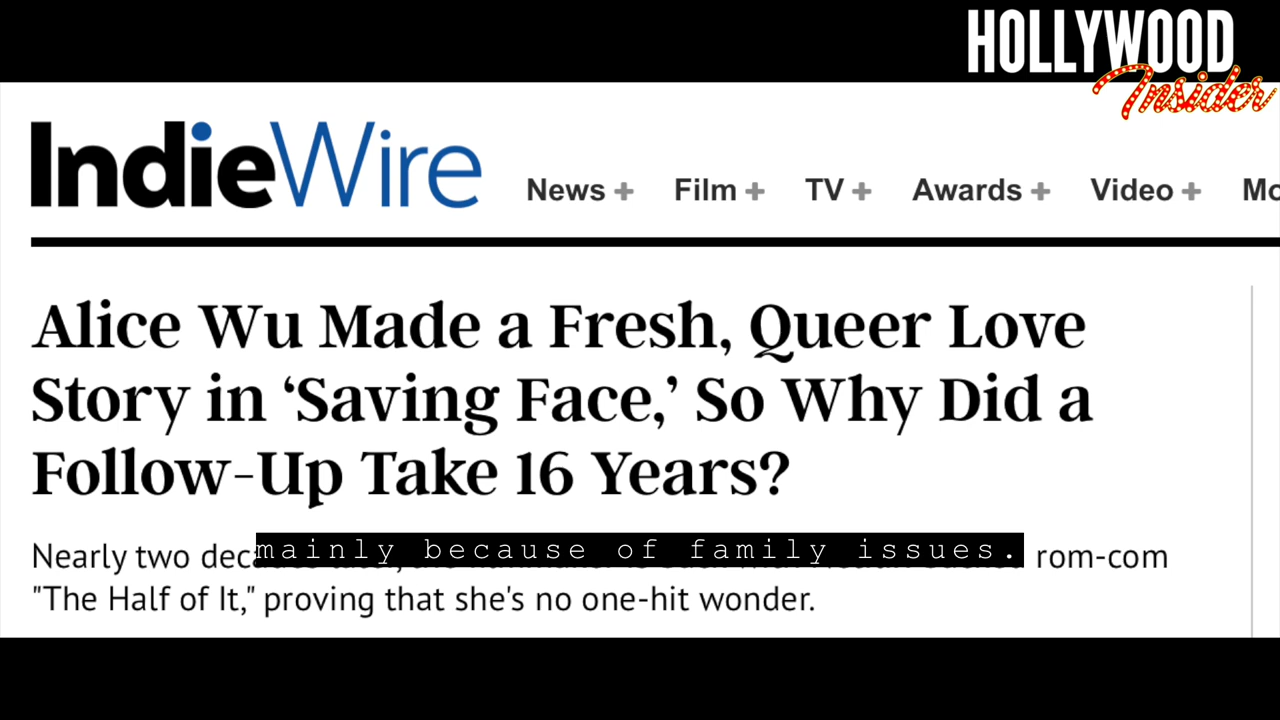 HOLLYWOOD
Insider
IndieWire
News + Film + TV + Awards + Video + Mo
Alice Wu Made a Fresh, Queer Love
Story in ‘Saving Face,’ So Why Did a
Follow-Up Take 16 Years?
Nearly two rom-com
mainly because of family issues.
"The Half of It," proving that she's no one-hit wonder.